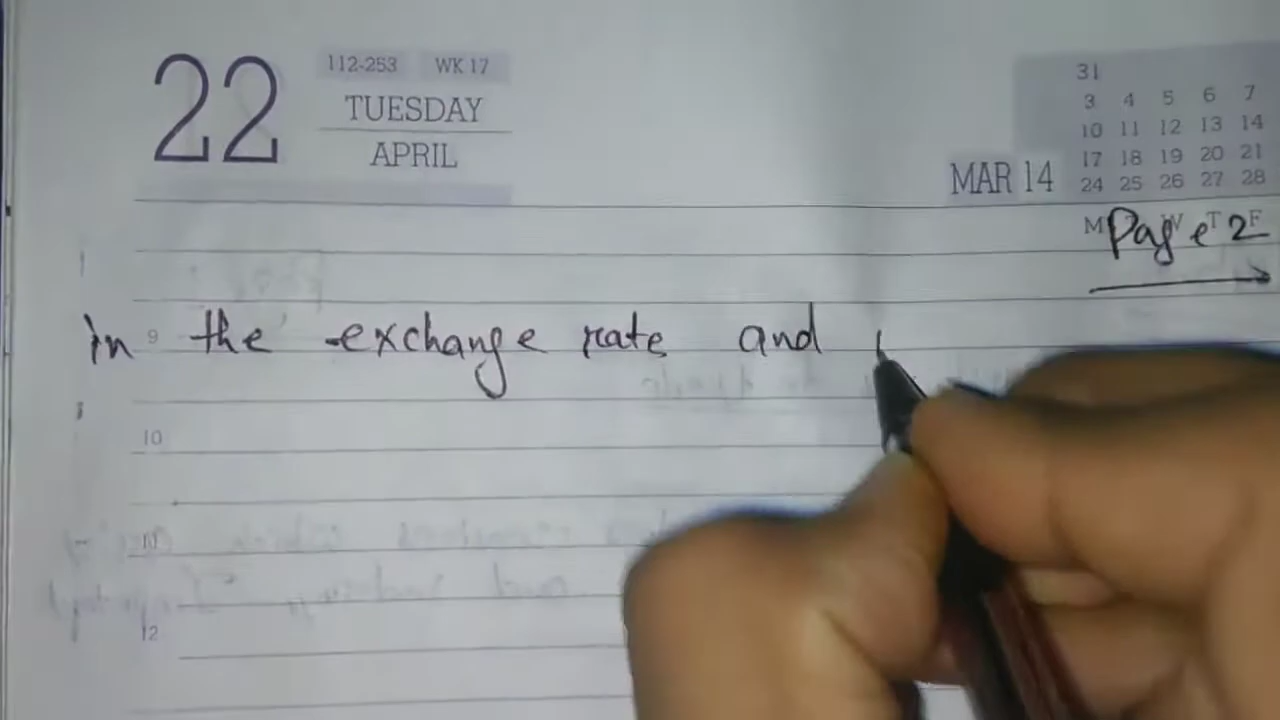 22
112-253 WK 17
TUESDAY
APRIL
MAR 14
31
3 4 5 6 7
10 11 12 13 14
17 18 19 20 21
24 25 26 27 28
M W T F
Page 2
9
in the exchange rate and
10
11
12